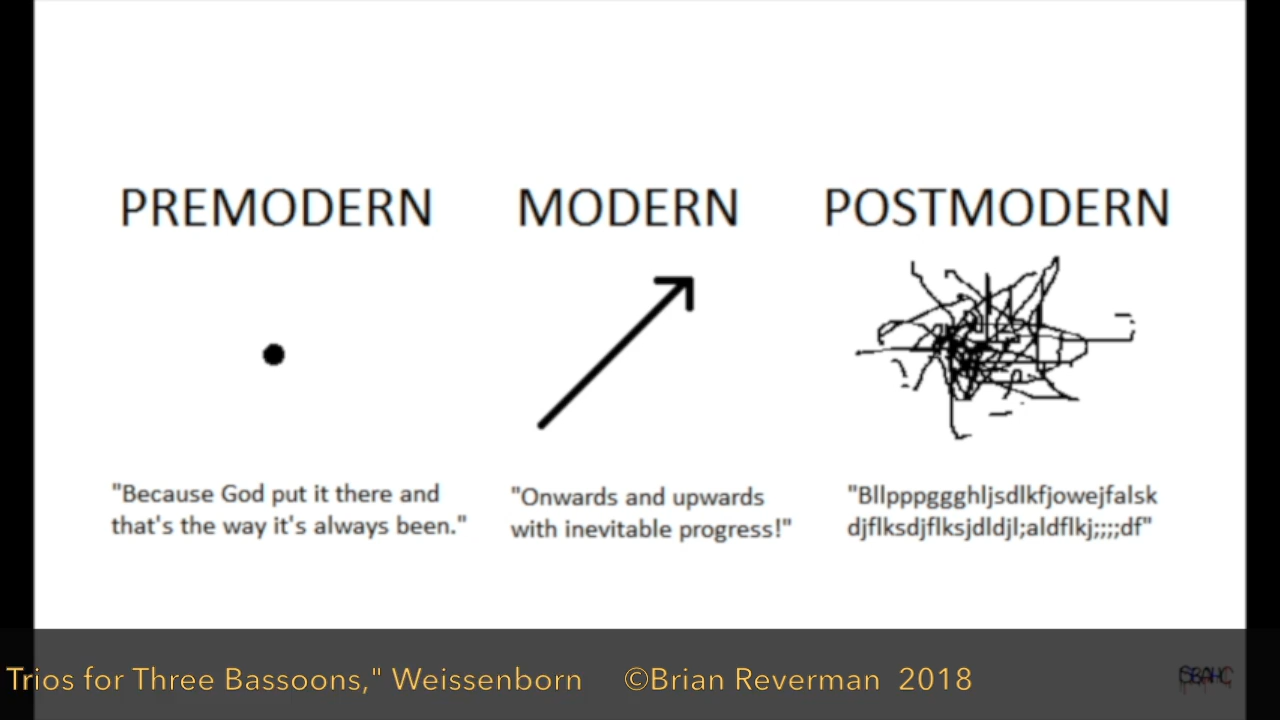 PREMODERN
MODERN
POSTMODERN
"Because God put it there and
that's the way it's always been."
"Onwards and upwards
with inevitable progress!"
"Bllpppggghljsdlkfjowejfalsk
djflksdjflksjdldjl;aldflkj;;;;df"
Trios for Three Bassoons," Weissenborn ©Brian Reverman 2018